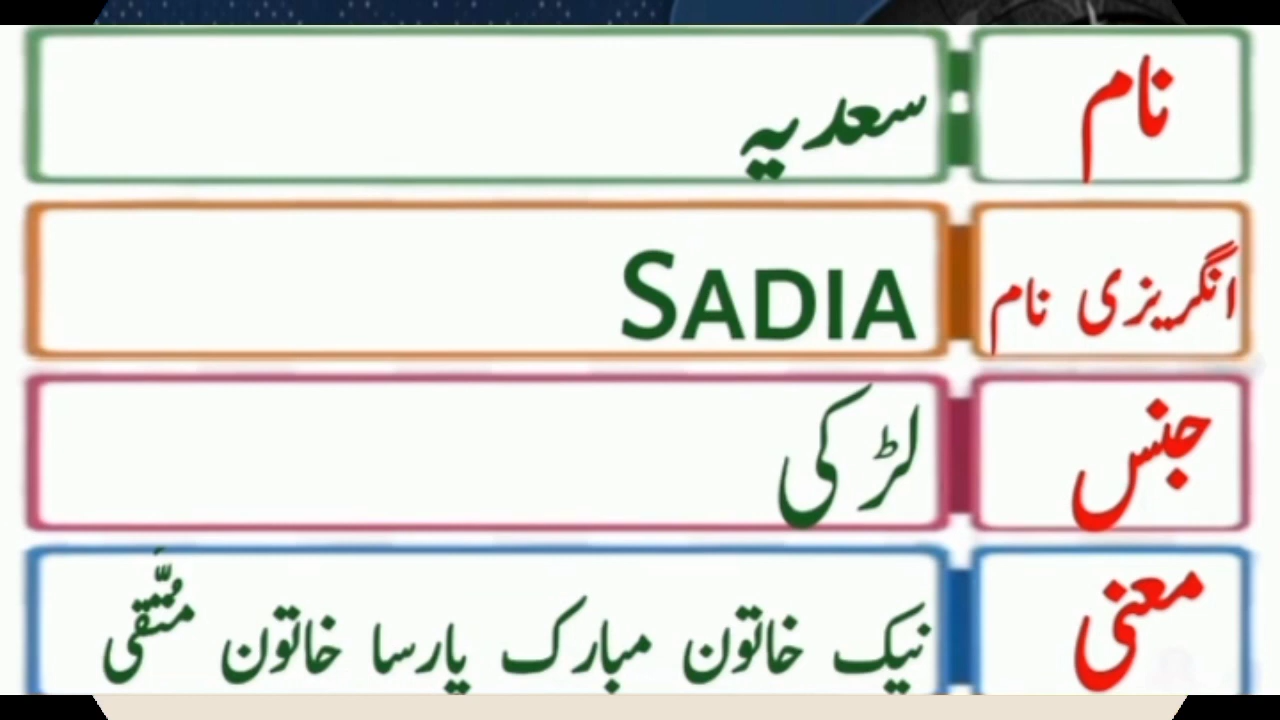 نام سعدیہ
انگریزی نام SADIA
جنس لڑکی
معنی نیک خاتون مبارک پارسا خاتون متّقی